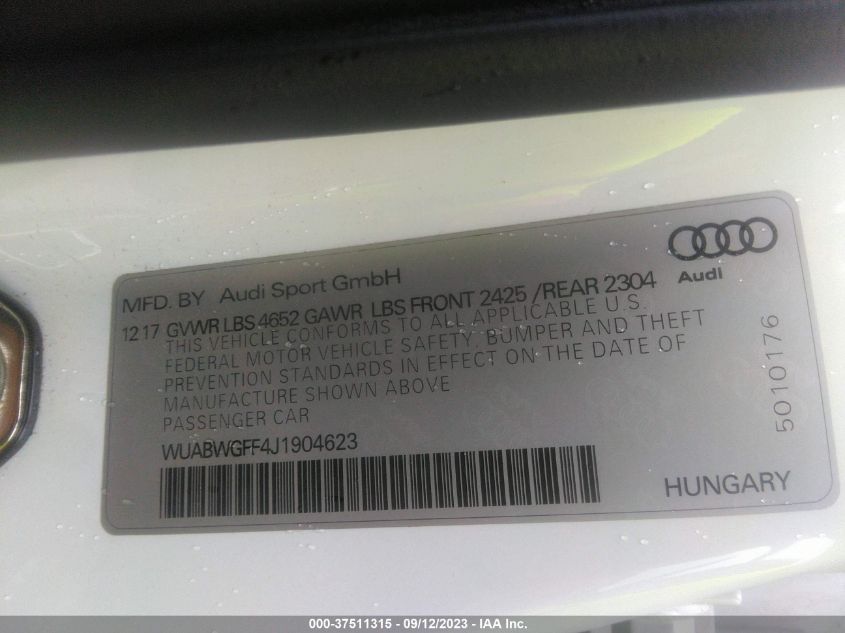 MFD. BY Audi Sport GmbH
Audi
12 17 GVWR LBS 4652 GAWR LBS FRONT 2425 / REAR 2304
THIS VEHICLE CONFORMS TO ALL APPLICABLE U.S.
FEDERAL MOTOR VEHICLE SAFETY, BUMPER AND THEFT
PREVENTION STANDARDS IN EFFECT ON THE DATE OF
MANUFACTURE SHOWN ABOVE
PASSENGER CAR
WUABWGFF4J1904623
5010176
HUNGARY
000-37511315 - 09/12/2023 - IAA Inc.